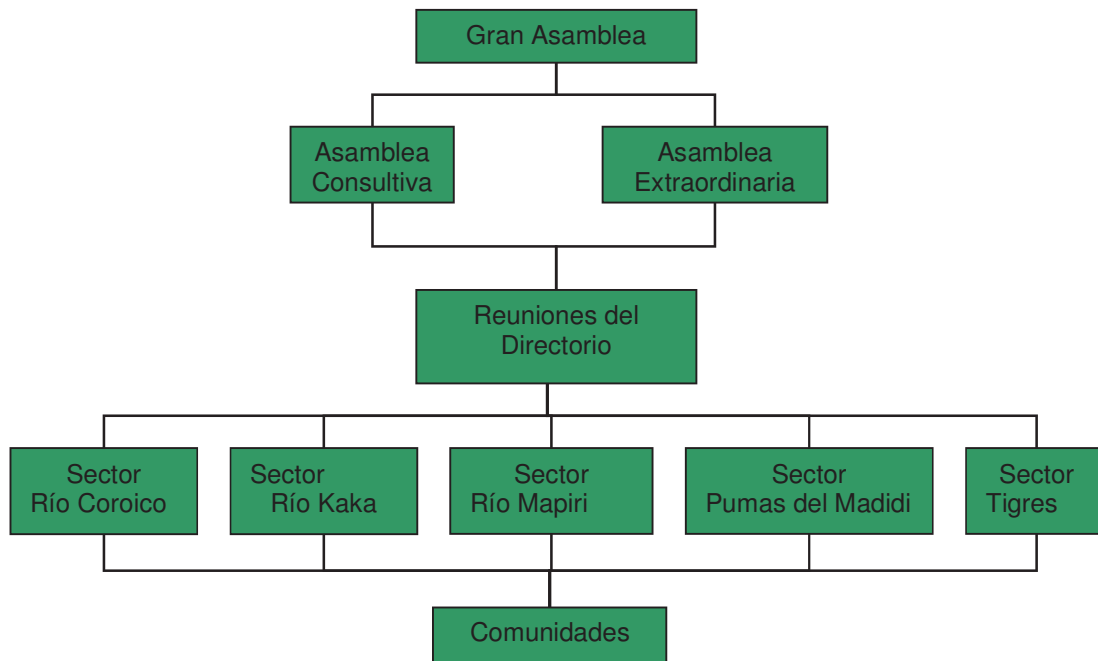 Gran Asamblea
Asamblea
Consultiva
Asamblea
Extraordinaria
Reuniones del
Directorio
Sector
Río Coroico
Sector
Río Kaka
Sector
Río Mapiri
Sector
Pumas del Madidi
Sector
Tigres
Comunidades